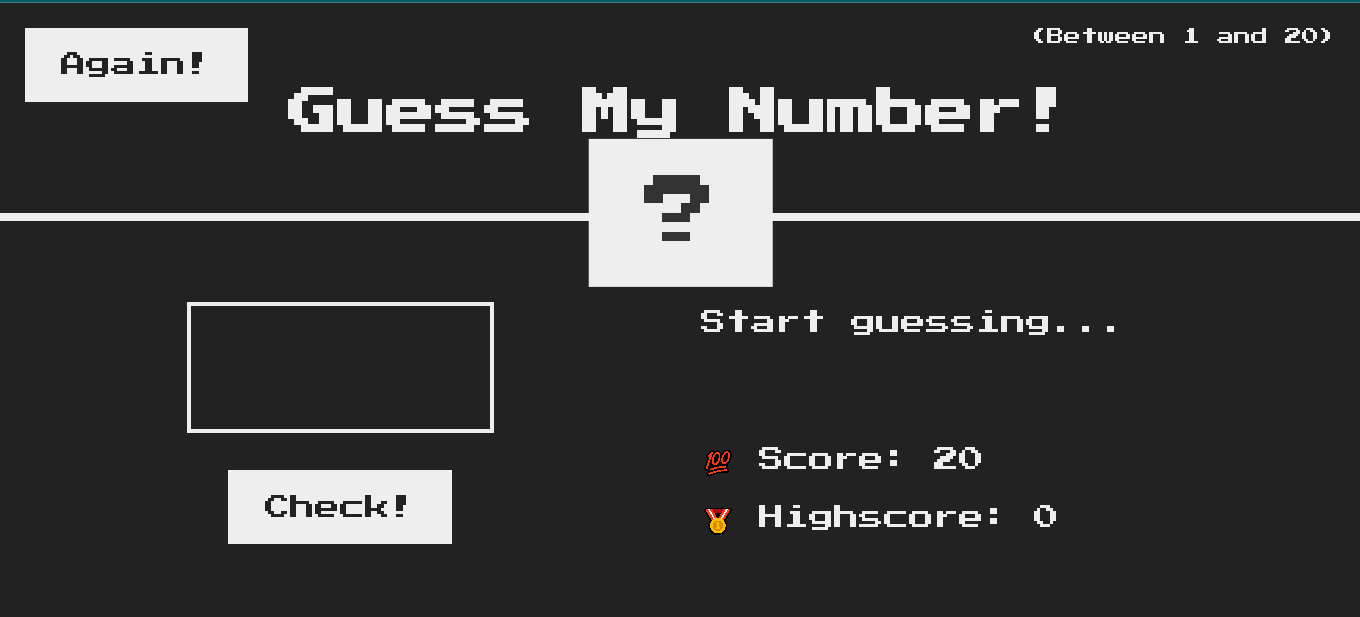 Again!
(Between 1 and 20)
Guess My Number!
?
Start guessing...
💯 Score: 20
🥇 Highscore: 0
Check!